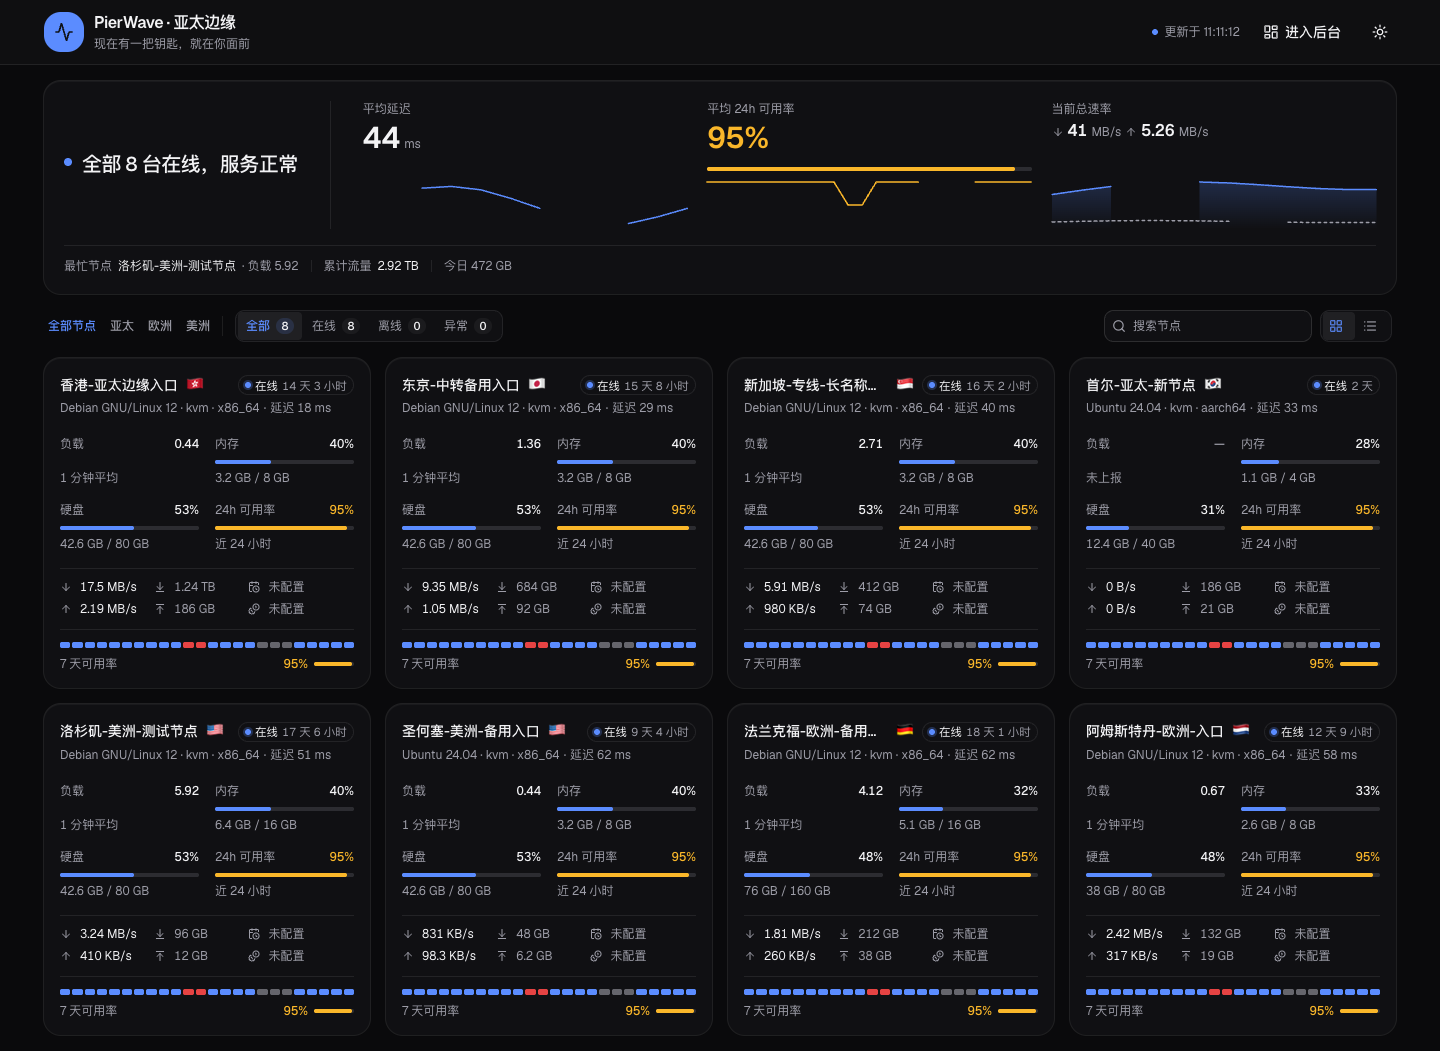 PierWave · 亚太边缘
现在有一把钥匙，就在你面前
更新于 11:11:12
进入后台
全部 8 台在线，服务正常
平均延迟
44 ms
平均 24h 可用率
95%
当前总速率
↓ 41 MB/s ↑ 5.26 MB/s
最忙节点 洛杉矶-美洲-测试节点 · 负载 5.92
累计流量 2.92 TB
今日 472 GB
全部节点 亚太 欧洲 美洲
全部 8 在线 8 离线 0 异常 0
搜索节点
香港-亚太边缘入口 在线 14 天 3 小时
Debian GNU/Linux 12 · kvm · x86_64 · 延迟 18 ms
负载 0.44 内存 40%
1 分钟平均 3.2 GB / 8 GB
硬盘 53% 24h 可用率 95%
42.6 GB / 80 GB 近 24 小时
↓ 17.5 MB/s 1.24 TB 未配置
↑ 2.19 MB/s 186 GB 未配置
7 天可用率 95%
东京-中转备用入口 在线 15 天 8 小时
Debian GNU/Linux 12 · kvm · x86_64 · 延迟 29 ms
负载 1.36 内存 40%
1 分钟平均 3.2 GB / 8 GB
硬盘 53% 24h 可用率 95%
42.6 GB / 80 GB 近 24 小时
↓ 9.35 MB/s 684 GB 未配置
↑ 1.05 MB/s 92 GB 未配置
7 天可用率 95%
新加坡-专线-长名称... 在线 16 天 2 小时
Debian GNU/Linux 12 · kvm · x86_64 · 延迟 40 ms
负载 2.71 内存 40%
1 分钟平均 3.2 GB / 8 GB
硬盘 53% 24h 可用率 95%
42.6 GB / 80 GB 近 24 小时
↓ 5.91 MB/s 412 GB 未配置
↑ 980 KB/s 74 GB 未配置
7 天可用率 95%
首尔-亚太-新节点 在线 2 天
Ubuntu 24.04 · kvm · aarch64 · 延迟 33 ms
负载 — 内存 28%
未上报 1.1 GB / 4 GB
硬盘 31% 24h 可用率 95%
12.4 GB / 40 GB 近 24 小时
↓ 0 B/s 186 GB 未配置
↑ 0 B/s 21 GB 未配置
7 天可用率 95%
洛杉矶-美洲-测试节点 在线 17 天 6 小时
Debian GNU/Linux 12 · kvm · x86_64 · 延迟 51 ms
负载 5.92 内存 40%
1 分钟平均 6.4 GB / 16 GB
硬盘 53% 24h 可用率 95%
42.6 GB / 80 GB 近 24 小时
↓ 3.24 MB/s 96 GB 未配置
↑ 410 KB/s 12 GB 未配置
7 天可用率 95%
圣何塞-美洲-备用入口 在线 9 天 4 小时
Ubuntu 24.04 · kvm · x86_64 · 延迟 62 ms
负载 0.44 内存 40%
1 分钟平均 3.2 GB / 8 GB
硬盘 53% 24h 可用率 95%
42.6 GB / 80 GB 近 24 小时
↓ 831 KB/s 48 GB 未配置
↑ 98.3 KB/s 6.2 GB 未配置
7 天可用率 95%
法兰克福-欧洲-备用... 在线 18 天 1 小时
Debian GNU/Linux 12 · kvm · x86_64 · 延迟 62 ms
负载 4.12 内存 32%
1 分钟平均 5.1 GB / 16 GB
硬盘 48% 24h 可用率 95%
76 GB / 160 GB 近 24 小时
↓ 1.81 MB/s 212 GB 未配置
↑ 260 KB/s 38 GB 未配置
7 天可用率 95%
阿姆斯特丹-欧洲-入口 在线 12 天 9 小时
Debian GNU/Linux 12 · kvm · x86_64 · 延迟 58 ms
负载 0.67 内存 33%
1 分钟平均 2.6 GB / 8 GB
硬盘 48% 24h 可用率 95%
38 GB / 80 GB 近 24 小时
↓ 2.42 MB/s 132 GB 未配置
↑ 317 KB/s 19 GB 未配置
7 天可用率 95%